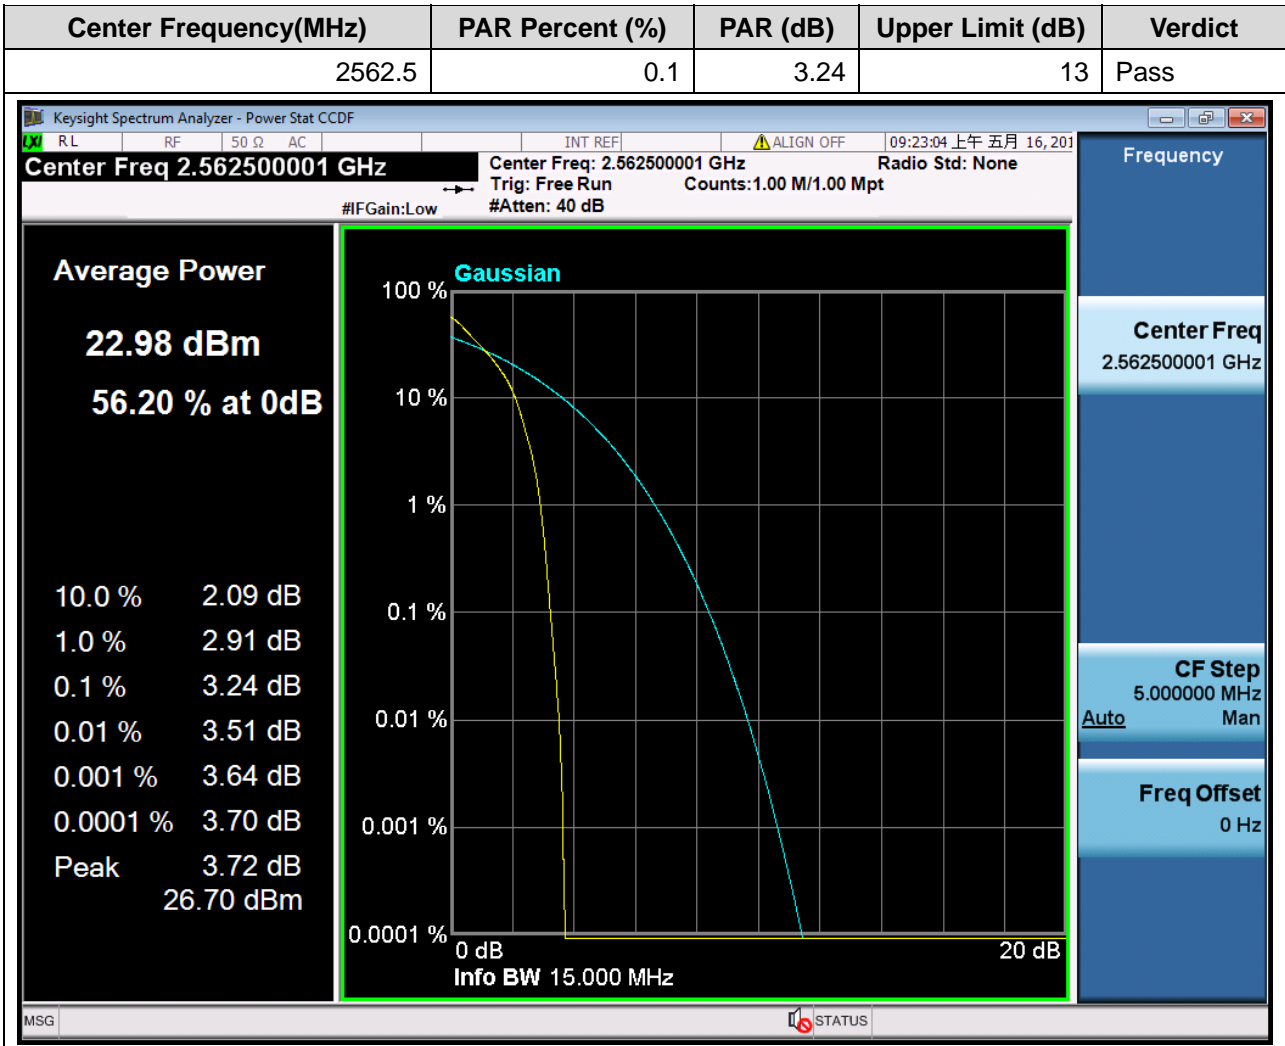 Center Frequency(MHz) PAR Percent (%) PAR (dB) Upper Limit (dB) Verdict
2562.5 0.1 3.24 13 Pass
Keysight Spectrum Analyzer - Power Stat CCDF
LXI RL RF 50 Ω AC INT REF ALIGN OFF 09:23:04 上午 五月 16, 201
Center Freq 2.562500001 GHz
Center Freq: 2.562500001 GHz Radio Std: None
Trig: Free Run Counts:1.00 M/1.00 Mpt
#IFGain:Low #Atten: 40 dB
Average Power
22.98 dBm
56.20 % at 0dB
10.0 % 2.09 dB
1.0 % 2.91 dB
0.1 % 3.24 dB
0.01 % 3.51 dB
0.001 % 3.64 dB
0.0001 % 3.70 dB
Peak 3.72 dB
26.70 dBm
Gaussian
100 %
10 %
1 %
0.1 %
0.01 %
0.001 %
0.0001 %
0 dB 20 dB
Info BW 15.000 MHz
Frequency
Center Freq
2.562500001 GHz
CF Step
5.000000 MHz
Auto Man
Freq Offset
0 Hz
MSG STATUS